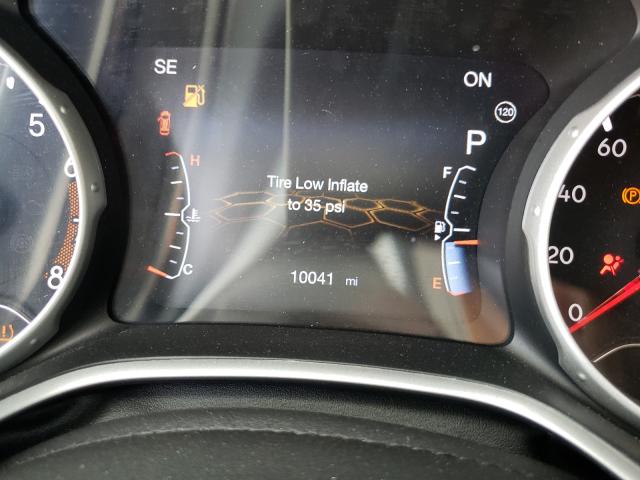 SE
ON
120
P
5
6
8
H
C
F
E
Tire Low Inflate
to 35 psi
10041 mi
60
40
20
0
P